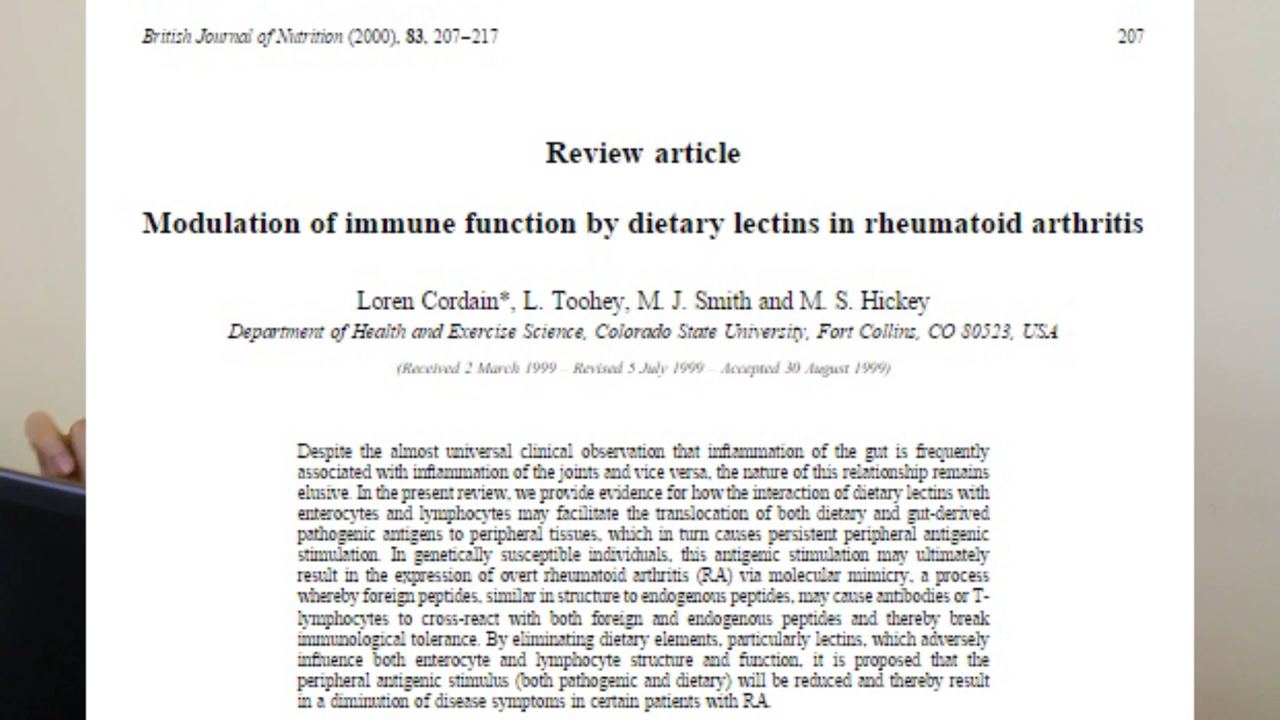 British Journal of Nutrition (2000), 83, 207–217 207
Review article
Modulation of immune function by dietary lectins in rheumatoid arthritis
Loren Cordain*, L. Toohey, M. J. Smith and M. S. Hickey
Department of Health and Exercise Science, Colorado State University, Fort Collins, CO 80523, USA
(Received 2 March 1999 – Revised 5 July 1999 – Accepted 30 August 1999)
Despite the almost universal clinical observation that inflammation of the gut is frequently
associated with inflammation of the joints and vice versa, the nature of this relationship remains
elusive. In the present review, we provide evidence for how the interaction of dietary lectins with
enterocytes and lymphocytes may facilitate the translocation of both dietary and gut-derived
pathogenic antigens to peripheral tissues, which in turn causes persistent peripheral antigenic
stimulation. In genetically susceptible individuals, this antigenic stimulation may ultimately
result in the expression of overt rheumatoid arthritis (RA) via molecular mimicry, a process
whereby foreign peptides, similar in structure to endogenous peptides, may cause antibodies or T-
lymphocytes to cross-react with both foreign and endogenous peptides and thereby break
immunological tolerance. By eliminating dietary elements, particularly lectins, which adversely
influence both enterocyte and lymphocyte structure and function, it is proposed that the
peripheral antigenic stimulus (both pathogenic and dietary) will be reduced and thereby result
in a diminution of disease symptoms in certain patients with RA.